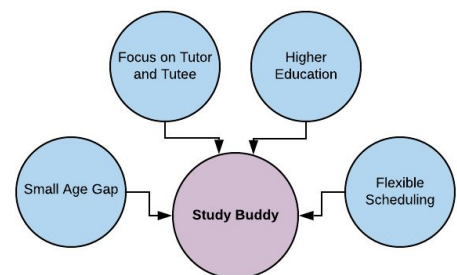 Focus on Tutor
and Tutee
Higher
Education
Small Age Gap
Flexible
Scheduling
Study Buddy